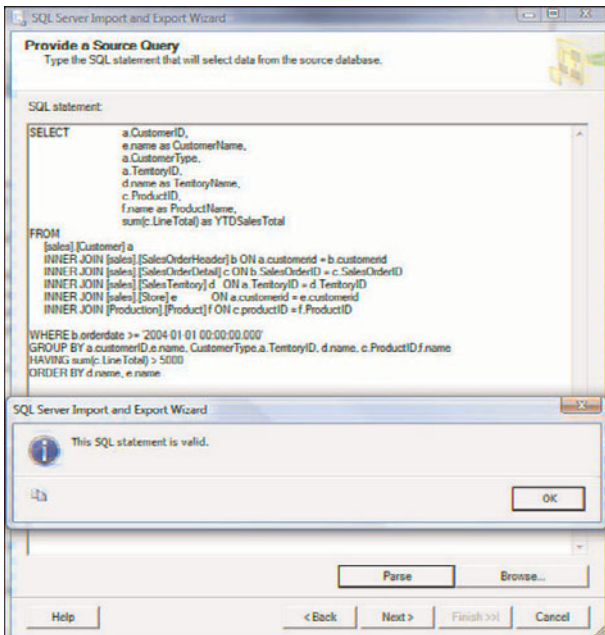 SQL Server Import and Export Wizard
Provide a Source Query
Type the SQL statement that will select data from the source database.
SQL statement:
SELECT a.CustomerID,
e.name as CustomerName,
a.CustomerType,
a.TerritoryID,
d.name as TerritoryName,
c.ProductID,
f.name as ProductName,
sum(c.LineTotal) as YTDSalesTotal
FROM
[sales].[Customer] a
INNER JOIN [sales].[SalesOrderHeader] b ON a.customerid = b.customerid
INNER JOIN [sales].[SalesOrderDetail] c ON b.SalesOrderID = c.SalesOrderID
INNER JOIN [sales].[SalesTerritory] d ON a.TerritoryID = d.TerritoryID
INNER JOIN [sales].[Store] e ON a.customerid = e.customerid
INNER JOIN [Production].[Product] f ON c.productID = f.ProductID
WHERE b.orderdate >= '2004-01-01 00:00:00.000'
GROUP BY a.customerID,e.name, CustomerType,a.TerritoryID, d.name, c.ProductID,f.name
HAVING sum(c.LineTotal) > 5000
ORDER BY d.name, e.name
SQL Server Import and Export Wizard
This SQL statement is valid.
OK
Parse Browse...
Help < Back Next > Finish >>| Cancel